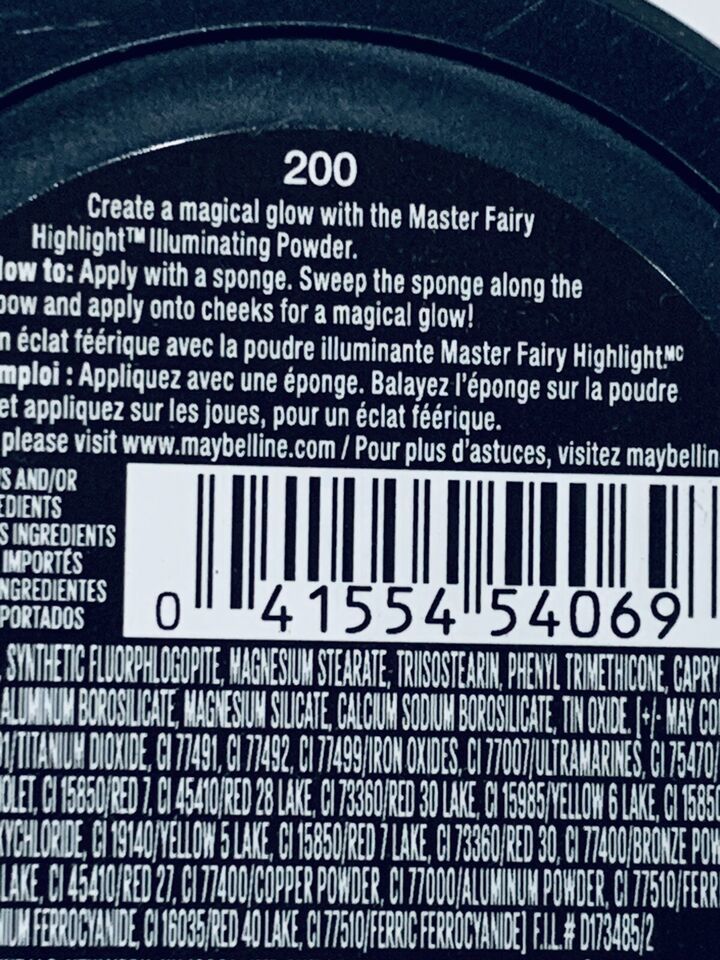 200
Create a magical glow with the Master Fairy
Highlight™ Illuminating Powder.
low to: Apply with a sponge. Sweep the sponge along the
bow and apply onto cheeks for a magical glow!
n éclat féérique avec la poudre illuminante Master Fairy Highlight.MC
mploi : Appliquez avec une éponge. Balayez l'éponge sur la poudre
et appliquez sur les joues, pour un éclat féérique.
please visit www.maybelline.com / Pour plus d'astuces, visitez maybellin
S AND/OR
EDIENTS
S INGREDIENTS
IMPORTÉS
NGREDIENTES
PORTADOS
0 41554 54069
, SYNTHETIC FLUORPHLOGOPITE, MAGNESIUM STEARATE, TRIISOSTEARIN, PHENYL TRIMETHICONE, CAPRY
ALUMINUM BOROSILICATE, MAGNESIUM SILICATE, CALCIUM SODIUM BOROSILICATE, TIN OXIDE. [+/- MAY CO
1/TITANIUM DIOXIDE, CI 77491, CI 77492, CI 77499/IRON OXIDES, CI 77007/ULTRAMARINES, CI 75470/
OLET, CI 15850/RED 7, CI 45410/RED 28 LAKE, CI 73360/RED 30 LAKE, CI 15985/YELLOW 6 LAKE, CI 15850
XYCHLORIDE, CI 19140/YELLOW 5 LAKE, CI 15850/RED 7 LAKE, CI 73360/RED 30, CI 77400/BRONZE POW
LAKE, CI 45410/RED 27, CI 77400/COPPER POWDER, CI 77000/ALUMINUM POWDER, CI 77510/FERR
IUM FERROCYANIDE, CI 16035/RED 40 LAKE, CI 77510/FERRIC FERROCYANIDE] F.I.L.# D173485/2